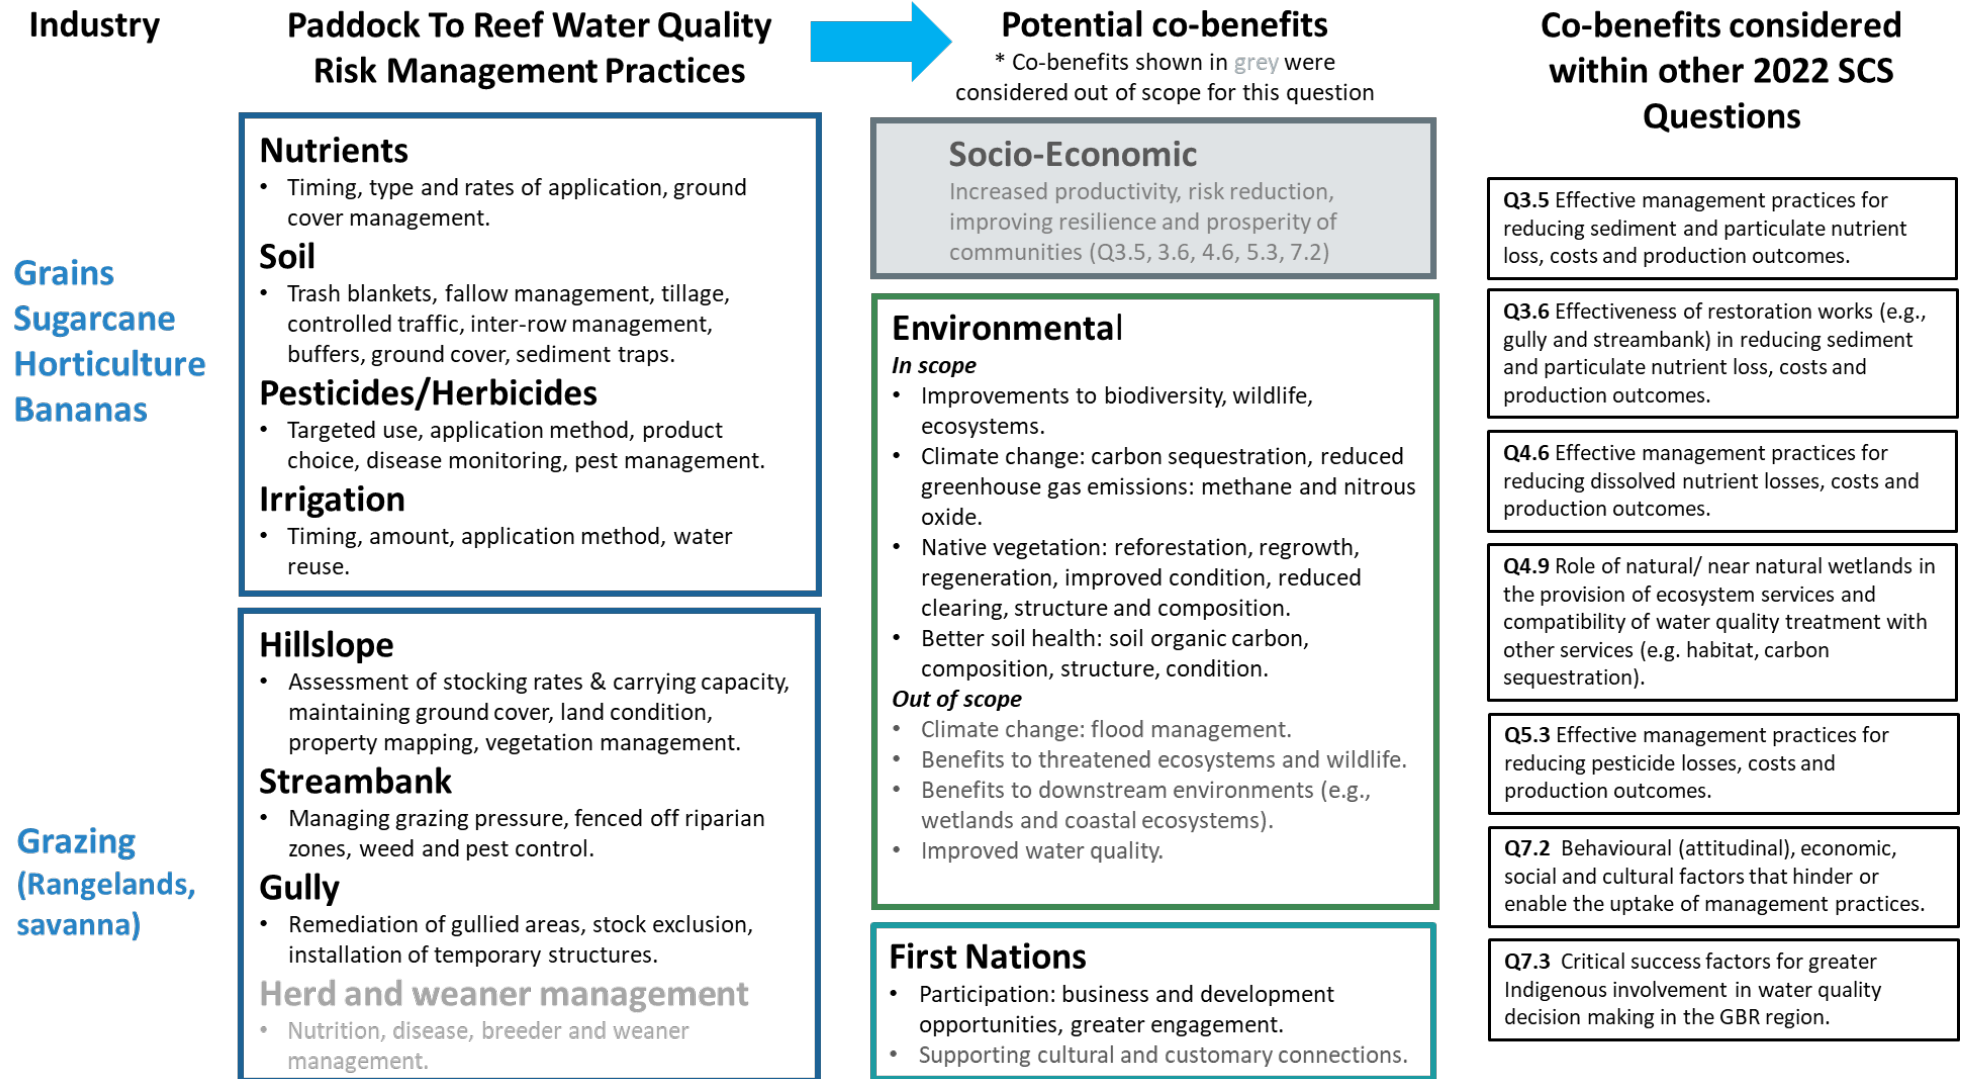 Industry
Paddock To Reef Water Quality
Risk Management Practices
Potential co-benefits
* Co-benefits shown in grey were
considered out of scope for this question
Co-benefits considered
within other 2022 SCS
Questions
Grains
Sugarcane
Horticulture
Bananas
Nutrients
• Timing, type and rates of application, ground
cover management.
Soil
• Trash blankets, fallow management, tillage,
controlled traffic, inter-row management,
buffers, ground cover, sediment traps.
Pesticides/Herbicides
• Targeted use, application method, product
choice, disease monitoring, pest management.
Irrigation
• Timing, amount, application method, water
reuse.
Grazing
(Rangelands,
savanna)
Hillslope
• Assessment of stocking rates & carrying capacity,
maintaining ground cover, land condition,
property mapping, vegetation management.
Streambank
• Managing grazing pressure, fenced off riparian
zones, weed and pest control.
Gully
• Remediation of gullied areas, stock exclusion,
installation of temporary structures.
Herd and weaner management
• Nutrition, disease, breeder and weaner
management.
Socio-Economic
Increased productivity, risk reduction,
improving resilience and prosperity of
communities (Q3.5, 3.6, 4.6, 5.3, 7.2)
Environmental
In scope
• Improvements to biodiversity, wildlife,
ecosystems.
• Climate change: carbon sequestration, reduced
greenhouse gas emissions: methane and nitrous
oxide.
• Native vegetation: reforestation, regrowth,
regeneration, improved condition, reduced
clearing, structure and composition.
• Better soil health: soil organic carbon,
composition, structure, condition.
Out of scope
• Climate change: flood management.
• Benefits to threatened ecosystems and wildlife.
• Benefits to downstream environments (e.g.,
wetlands and coastal ecosystems).
• Improved water quality.
First Nations
• Participation: business and development
opportunities, greater engagement.
• Supporting cultural and customary connections.
Q3.5 Effective management practices for
reducing sediment and particulate nutrient
loss, costs and production outcomes.
Q3.6 Effectiveness of restoration works (e.g.,
gully and streambank) in reducing sediment
and particulate nutrient loss, costs and
production outcomes.
Q4.6 Effective management practices for
reducing dissolved nutrient losses, costs and
production outcomes.
Q4.9 Role of natural/ near natural wetlands in
the provision of ecosystem services and
compatibility of water quality treatment with
other services (e.g. habitat, carbon
sequestration).
Q5.3 Effective management practices for
reducing pesticide losses, costs and
production outcomes.
Q7.2 Behavioural (attitudinal), economic,
social and cultural factors that hinder or
enable the uptake of management practices.
Q7.3 Critical success factors for greater
Indigenous involvement in water quality
decision making in the GBR region.